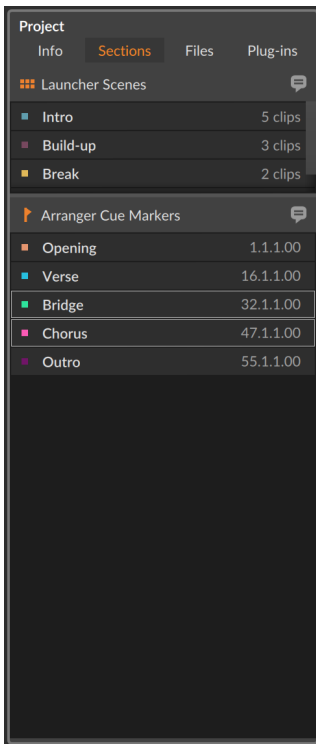 Project
Info Sections Files Plug-ins
Launcher Scenes
Intro 5 clips
Build-up 3 clips
Break 2 clips
Arranger Cue Markers
Opening 1.1.1.00
Verse 16.1.1.00
Bridge 32.1.1.00
Chorus 47.1.1.00
Outro 55.1.1.00